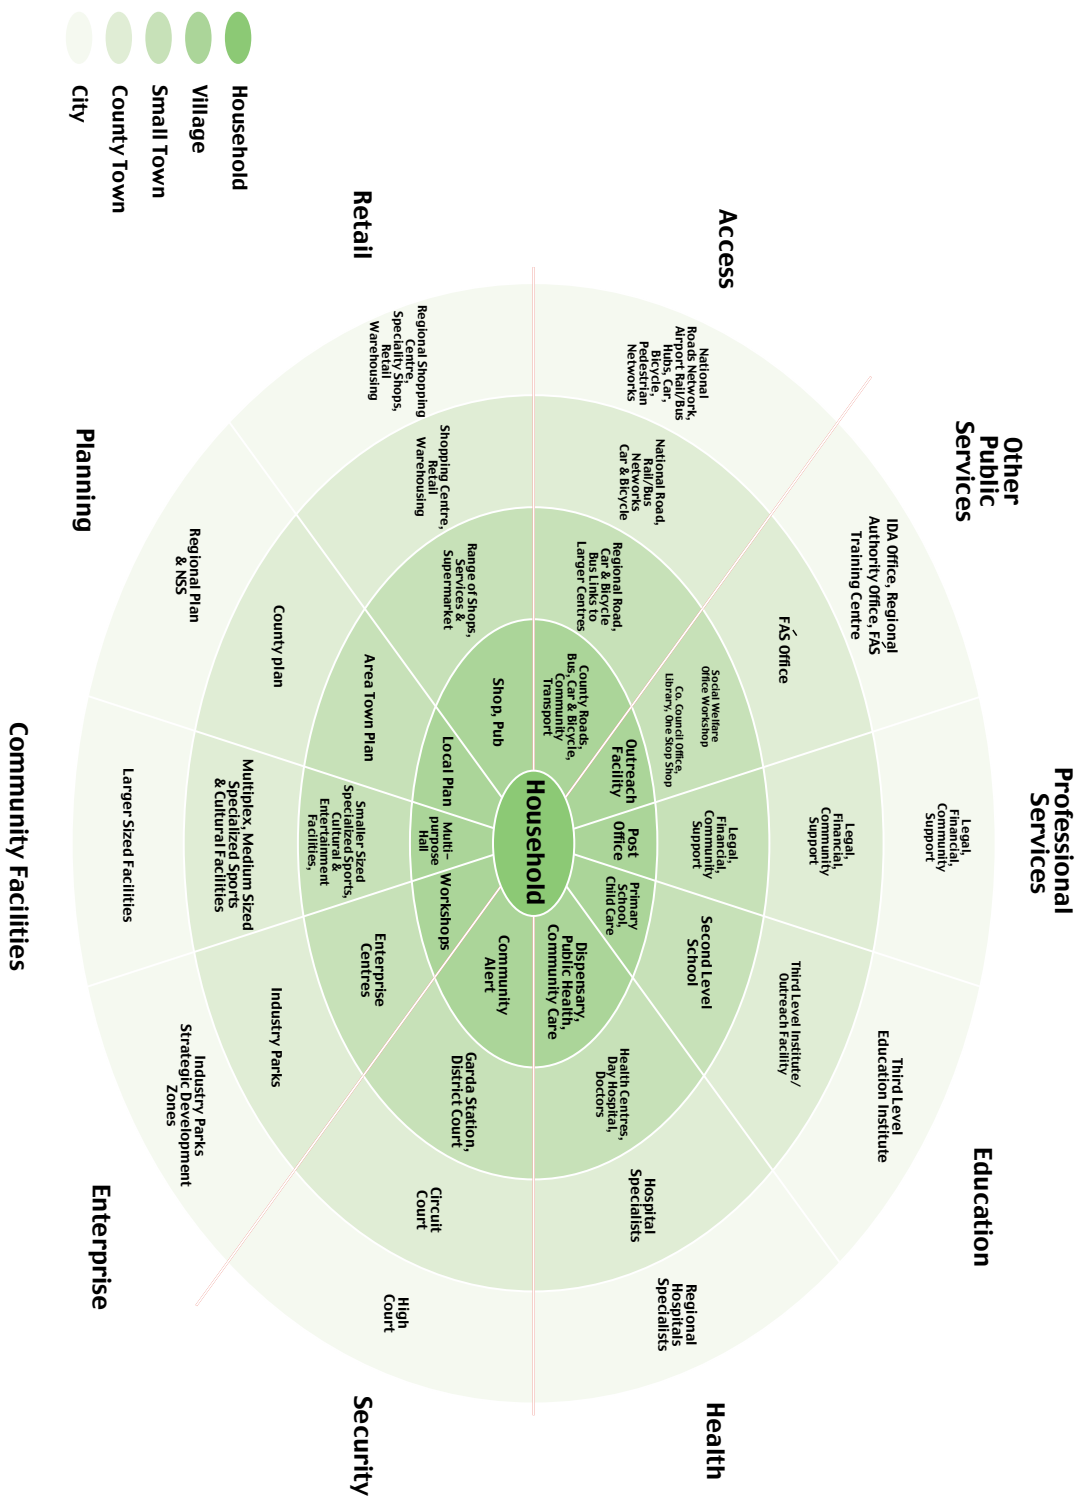 Other
Public
Services
Professional
Services
Education
Access
Health
Retail
Security
Planning
Community Facilities
Enterprise
Household
IDA Office, Regional
Authority Office, FÁS
Training Centre
FÁS Office
Social Welfare
Office Workshop
Co. Council Office,
Library, One Stop Shop
Outreach
Facility
Legal,
Financial,
Community
Support
Legal,
Financial,
Community
Support
Legal,
Financial,
Community
Support
Post
Office
Third Level
Education Institute
Third Level Institute/
Outreach Facility
Second Level
School
Primary
School,
Child Care
National
Roads Network,
Airport Rail/Bus
Hubs, Car,
Bicycle,
Pedestrian
Networks
National Road,
Rail/Bus
Networks
Car & Bicycle
Regional Road,
Car & Bicycle
Bus Links to
Larger Centres
County Roads,
Bus, Car & Bicycle,
Community
Transport
Dispensary,
Public Health,
Community Care
Health Centres,
Day Hospital,
Doctors
Hospital
Specialists
Regional
Hospitals
Specialists
Regional Shopping
Centre,
Speciality Shops,
Retail
Warehousing
Shopping Centre,
Retail
Warehousing
Range of Shops,
Services &
Supermarket
Shop, Pub
Community
Alert
Garda Station,
District Court
Circuit
Court
High
Court
Regional Plan
& NSS
County plan
Area Town Plan
Local Plan
Multi–
purpose
Hall
Smaller Sized
Specialized Sports,
Cultural &
Entertainment
Facilities,
Multiplex, Medium Sized
Specialized Sports
& Cultural Facilities
Larger Sized Facilities
Workshops
Enterprise
Centres
Industry Parks
Industry Parks
Strategic Development
Zones
Household
Village
Small Town
County Town
City